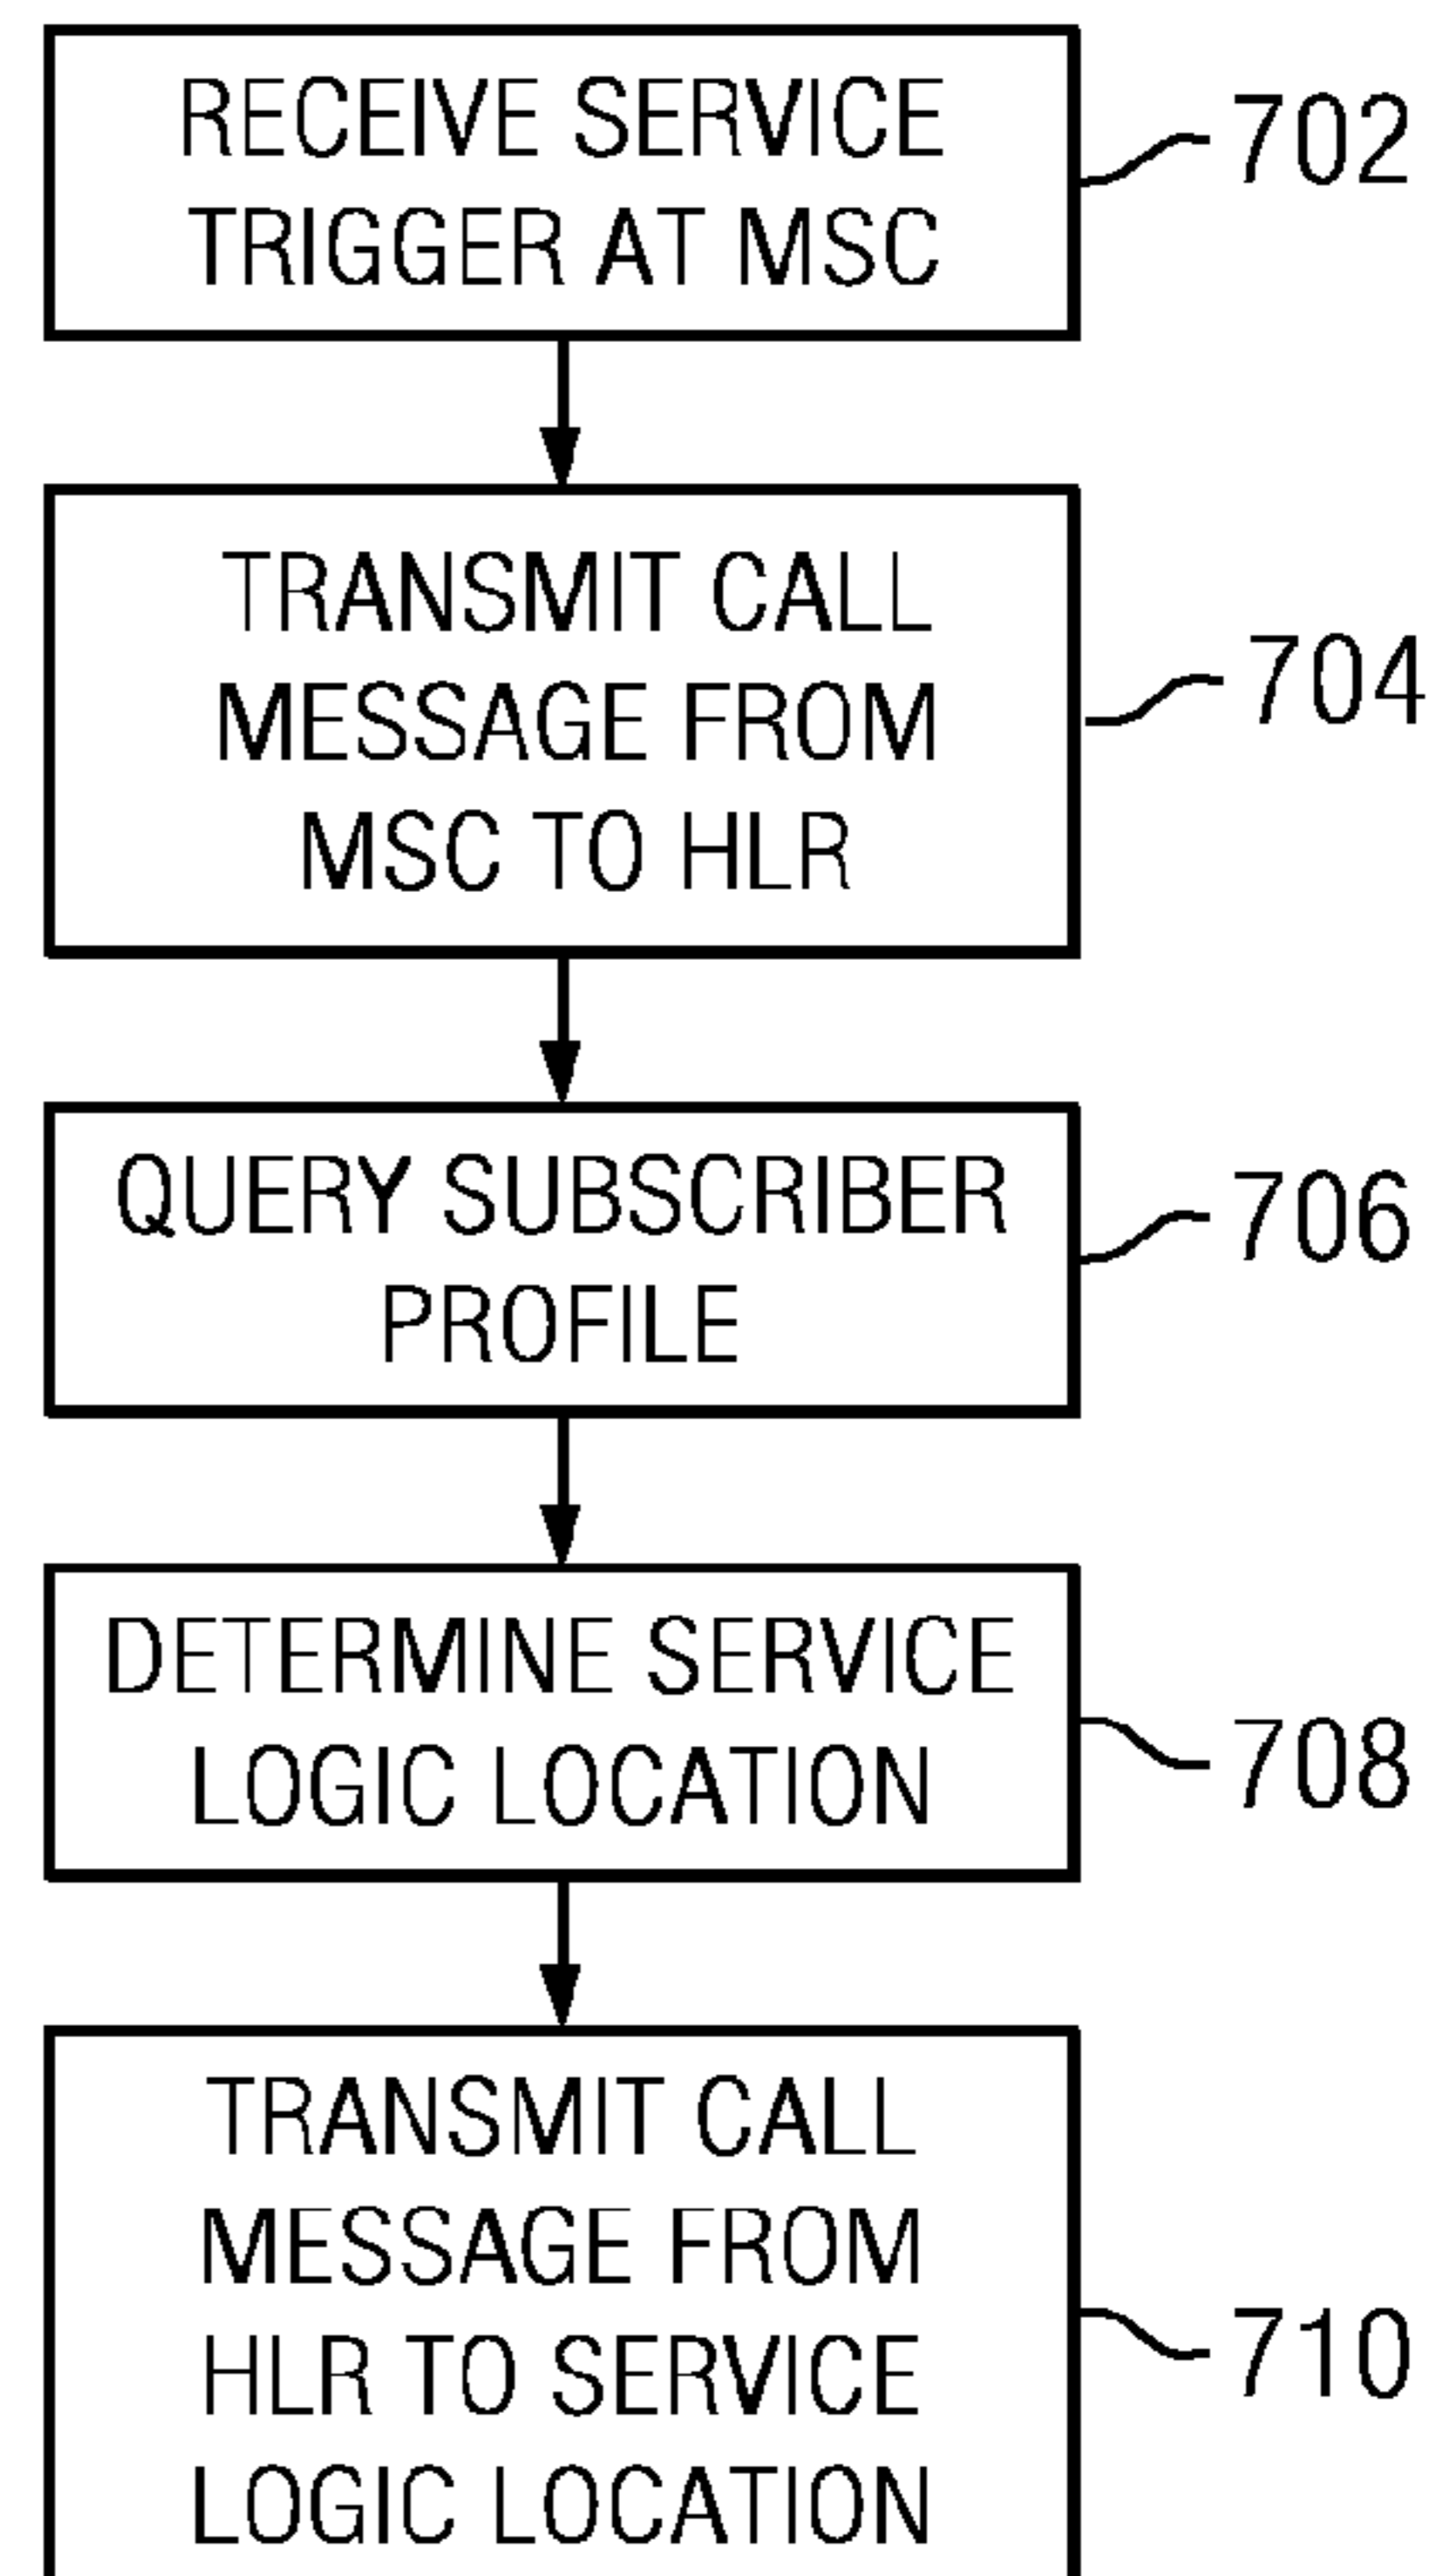 RECEIVE SERVICE
TRIGGER AT MSC
702
TRANSMIT CALL
MESSAGE FROM
MSC TO HLR
704
QUERY SUBSCRIBER
PROFILE
706
DETERMINE SERVICE
LOGIC LOCATION
708
TRANSMIT CALL
MESSAGE FROM
HLR TO SERVICE
LOGIC LOCATION
710